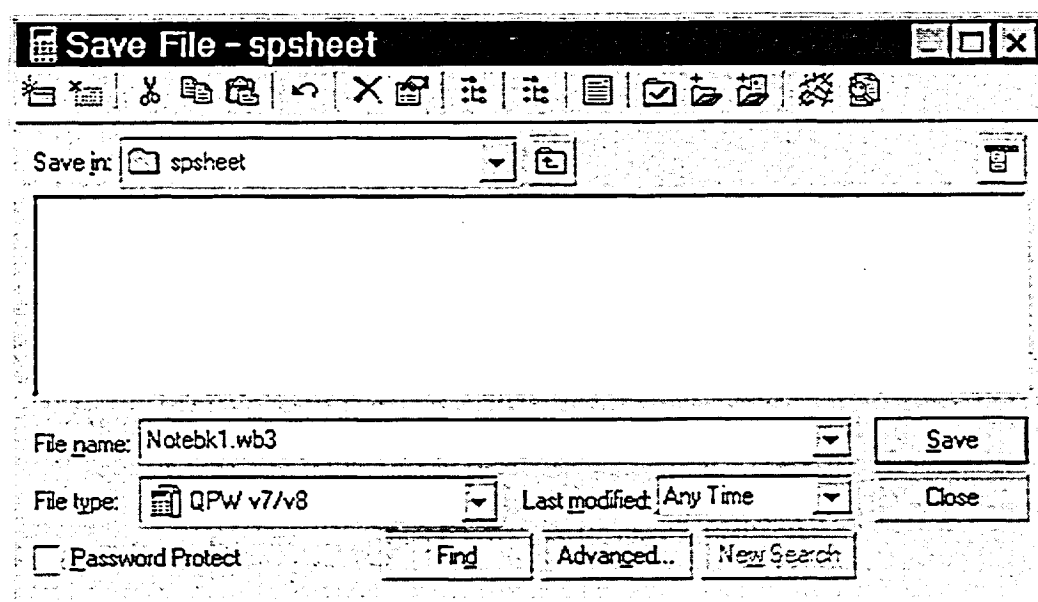 Save File - spsheet
Save in: spsheet
File name: Notebk1.wb3 Save
File type: QPW v7/v8 Last modified: Any Time Close
Password Protect Find Advanced... New Search